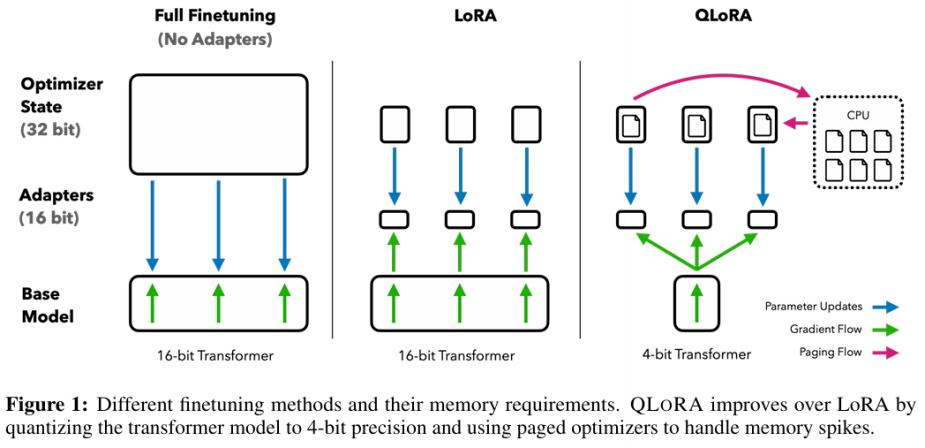 Full Finetuning
(No Adapters)
LoRA
QLoRA
Optimizer
State
(32 bit)
CPU
Adapters
(16 bit)
Base
Model
Parameter Updates
Gradient Flow
Paging Flow
16-bit Transformer
16-bit Transformer
4-bit Transformer
Figure 1: Different finetuning methods and their memory requirements. QLORA improves over LoRA by
quantizing the transformer model to 4-bit precision and using paged optimizers to handle memory spikes.